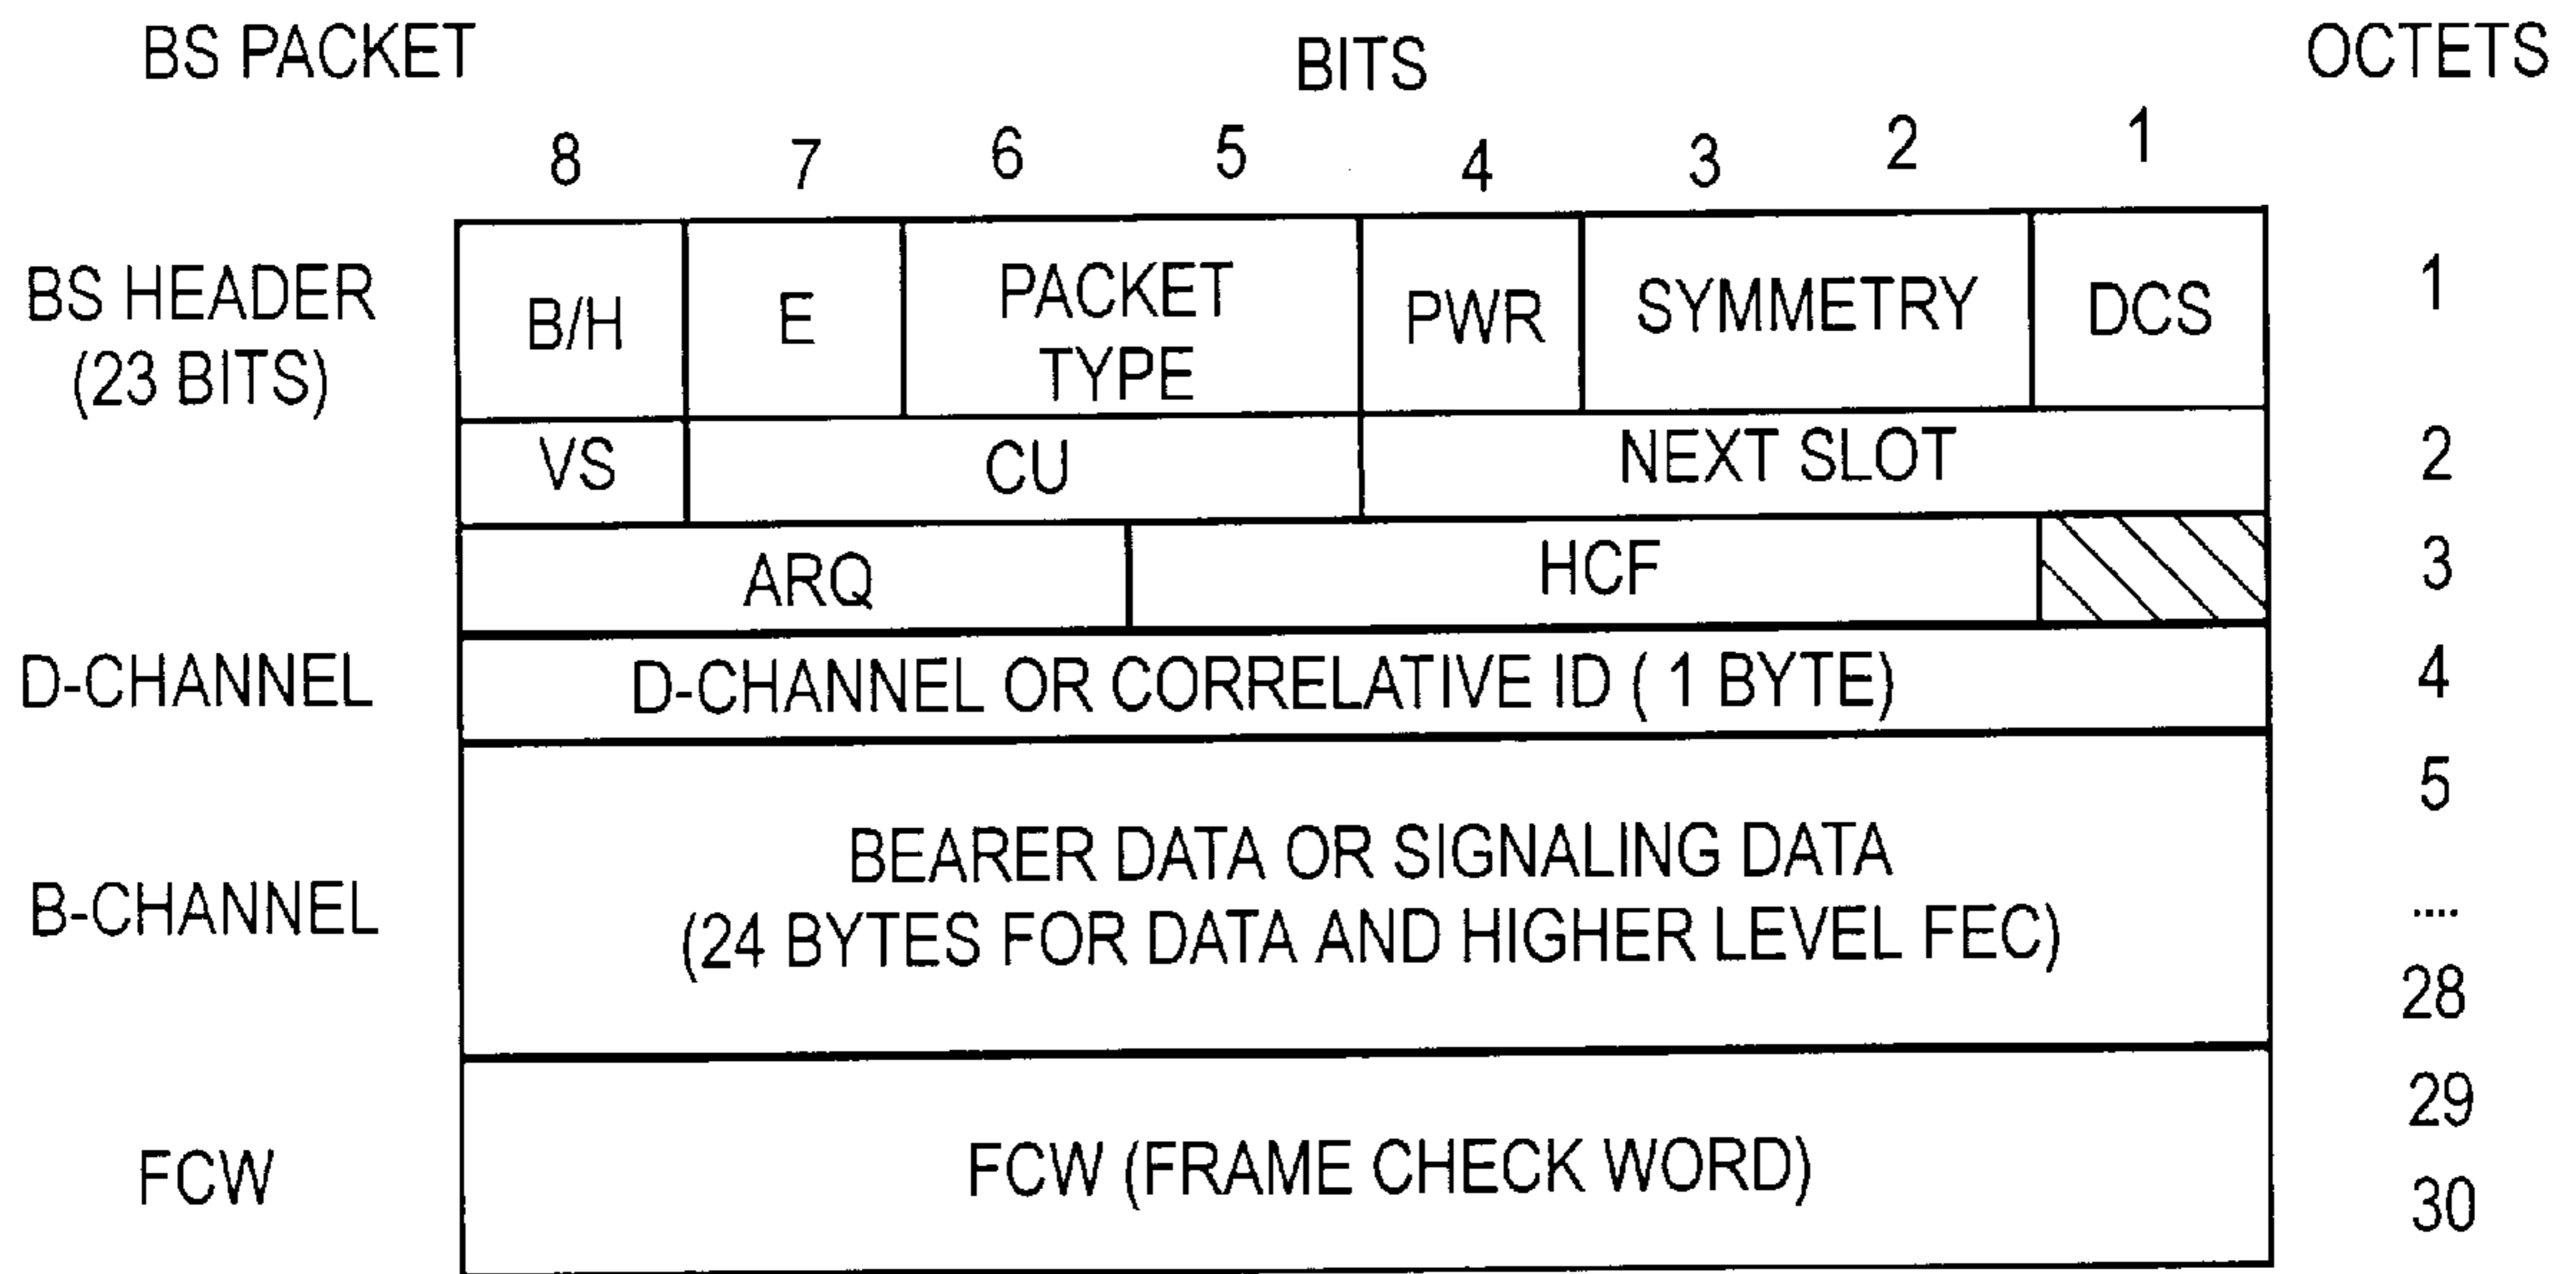 BS PACKET BITS OCTETS
8 7 6 5 4 3 2 1
BS HEADER
(23 BITS)
B/H E PACKET
TYPE PWR SYMMETRY DCS 1
VS CU NEXT SLOT 2
ARQ HCF 3
D-CHANNEL D-CHANNEL OR CORRELATIVE ID ( 1 BYTE) 4
5
B-CHANNEL BEARER DATA OR SIGNALING DATA
(24 BYTES FOR DATA AND HIGHER LEVEL FEC) ....
28
29
FCW FCW (FRAME CHECK WORD)
30